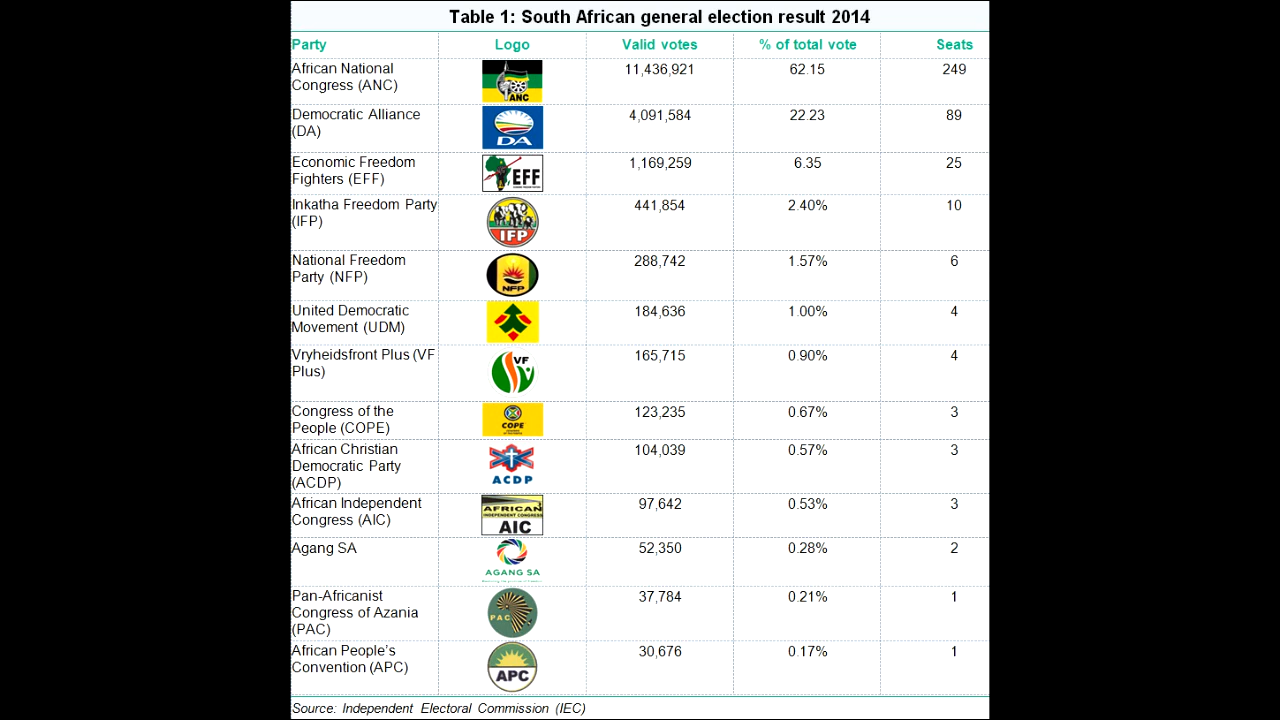 Table 1: South African general election result 2014
Party Logo Valid votes % of total vote Seats
African National 11,436,921 62.15 249
Congress (ANC)
ANC
Democratic Alliance 4,091,584 22.23 89
(DA)
DA
Economic Freedom 1,169,259 6.35 25
Fighters (EFF)
EFF
Inkatha Freedom Party 441,854 2.40% 10
(IFP)
IFP
National Freedom 288,742 1.57% 6
Party (NFP)
NFP
United Democratic 184,636 1.00% 4
Movement (UDM)
Vryheidsfront Plus (VF 165,715 0.90% 4
Plus)
VF
Congress of the 123,235 0.67% 3
People (COPE)
COPE
African Christian 104,039 0.57% 3
Democratic Party
(ACDP)
ACDP
African Independent 97,642 0.53% 3
Congress (AIC)
AFRICAN
INDEPENDENT CONGRESS
AIC
Agang SA 52,350 0.28% 2
AGANG SA
Pan-Africanist 37,784 0.21% 1
Congress of Azania
(PAC)
PAC
African People's 30,676 0.17% 1
Convention (APC)
APC
Source: Independent Electoral Commission (IEC)